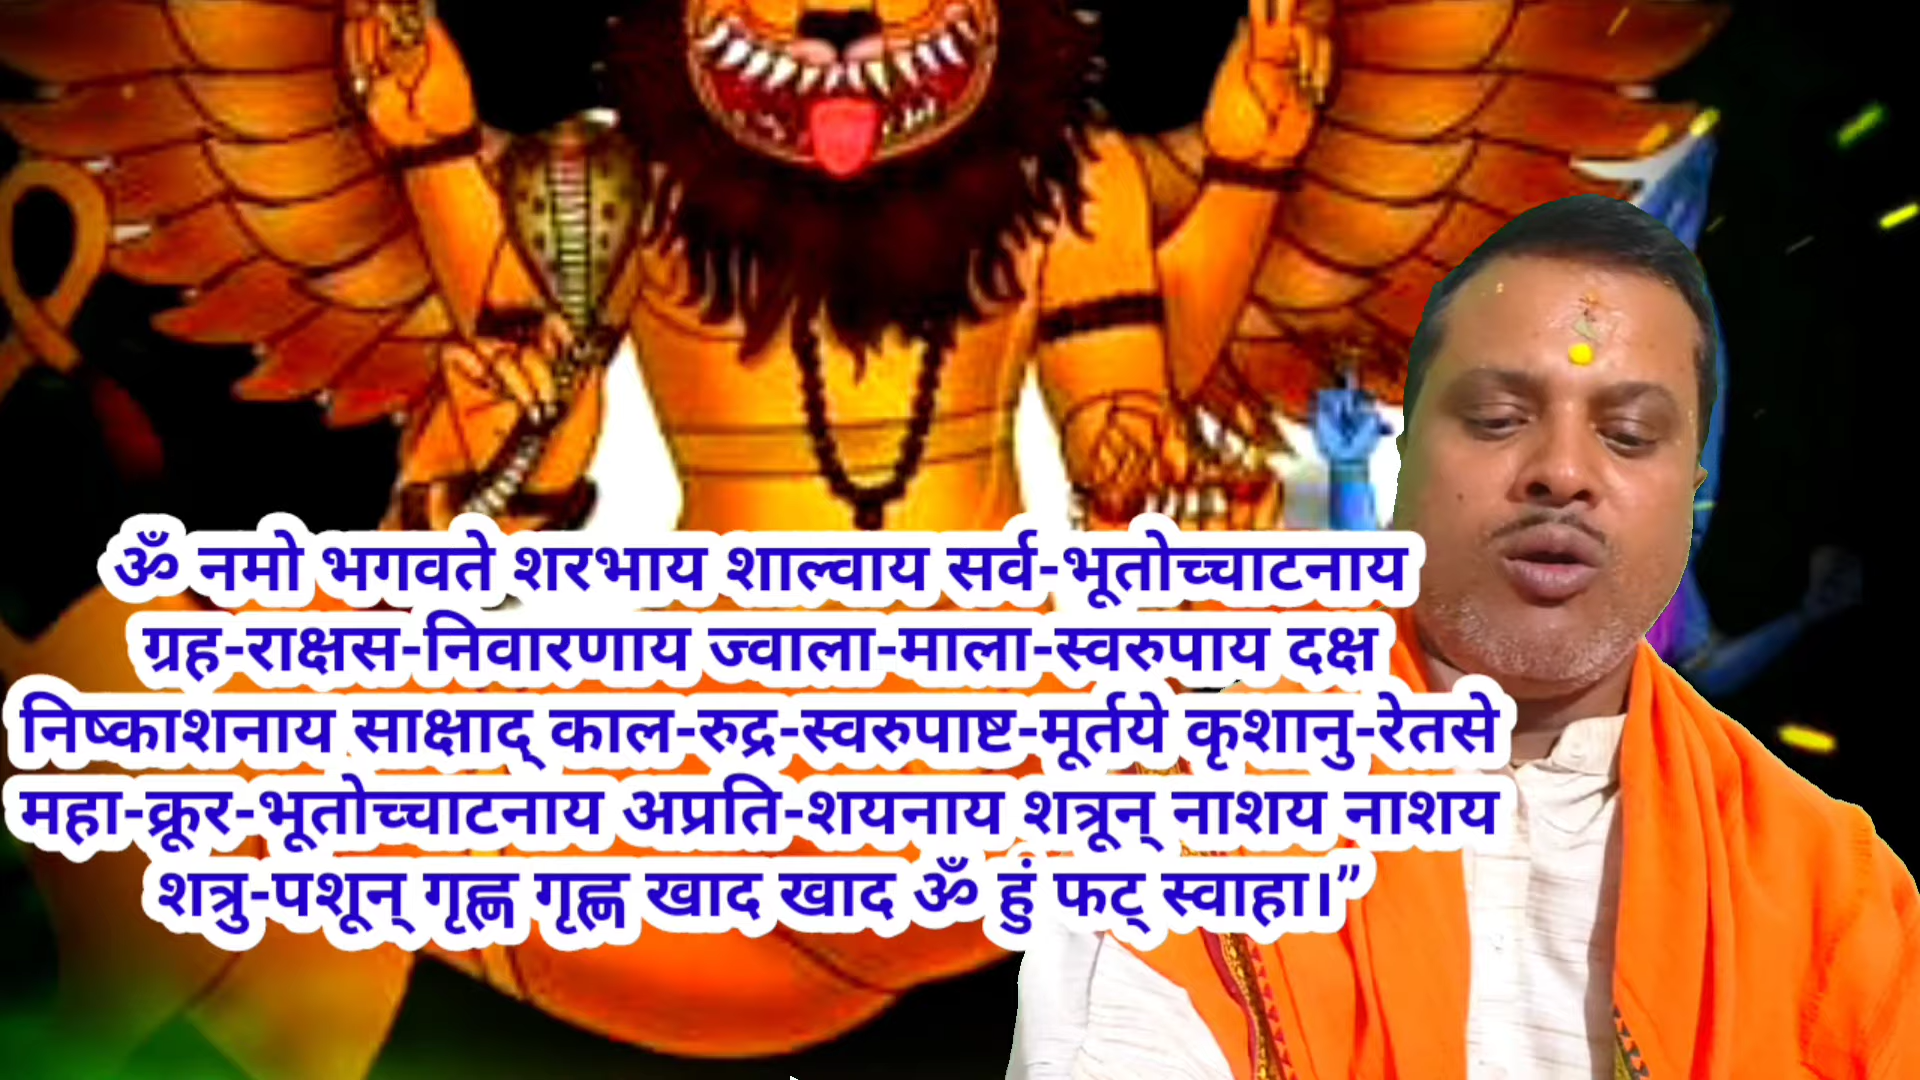 ॐ नमो भगवते शरभाय शाल्वाय सर्व-भूतोच्चाटनाय
ग्रह-राक्षस-निवारणाय ज्वाला-माला-स्वरुपाय दक्ष
निष्काशनाय साक्षाद् काल-रुद्र-स्वरुपाष्ट-मूर्तये कृशानु-रेतसे
महा-क्रूर-भूतोच्चाटनाय अप्रति-शयनाय शत्रून् नाशय नाशय
शत्रु-पशून् गृह्ण गृह्ण खाद खाद ॐ हुं फट् स्वाहा।”